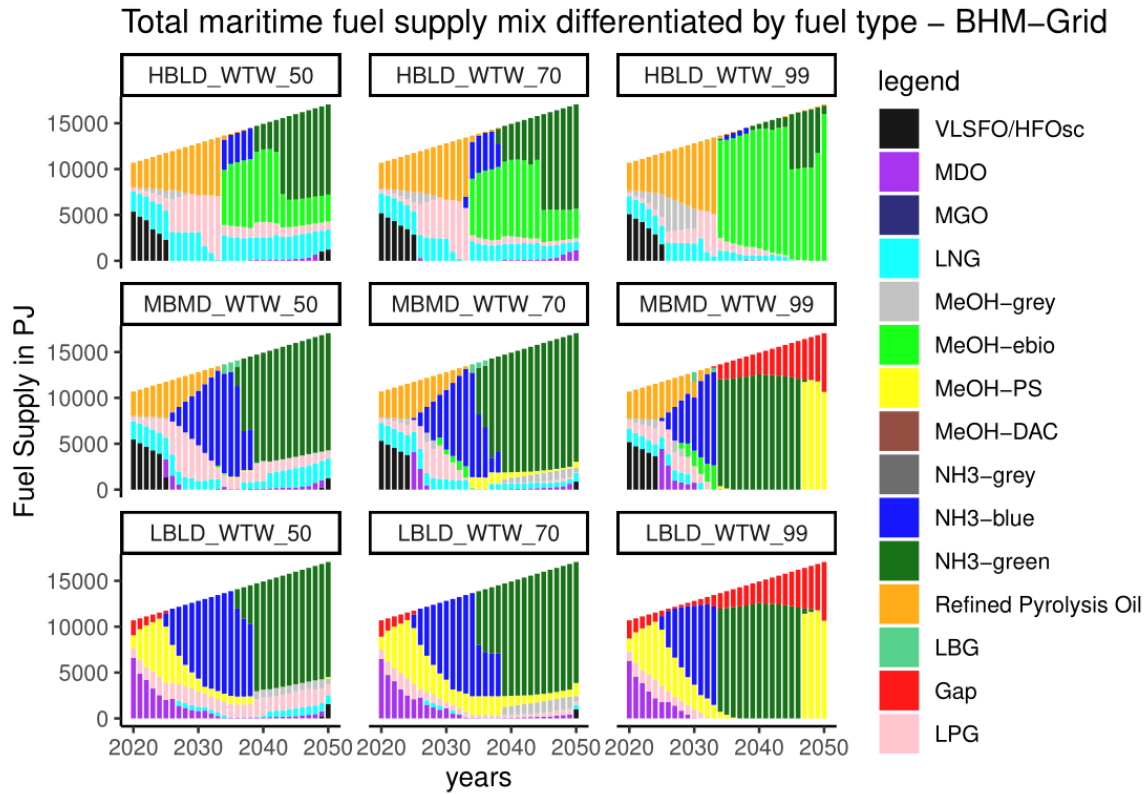 Total maritime fuel supply mix differentiated by fuel type − BHM−Grid
HBLD_WTW_50
HBLD_WTW_70
HBLD_WTW_99
15000
10000
5000
0
MBMD_WTW_50
MBMD_WTW_70
MBMD_WTW_99
15000
10000
5000
0
LBLD_WTW_50
LBLD_WTW_70
LBLD_WTW_99
15000
10000
5000
0
Fuel Supply in PJ
2020 2030 2040 2050
2020 2030 2040 2050
2020 2030 2040 2050
years
legend
VLSFO/HFOsc
MDO
MGO
LNG
MeOH−grey
MeOH−ebio
MeOH−PS
MeOH−DAC
NH3−grey
NH3−blue
NH3−green
Refined Pyrolysis Oil
LBG
Gap
LPG